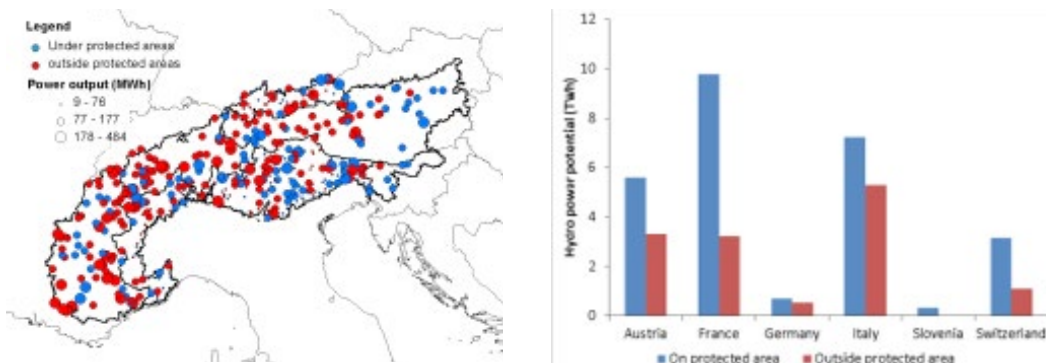 Legend
Under protected areas
outside protected areas
Power output (MWh)
9 - 76
77 - 177
178 - 484
12
10
8
6
4
2
0
Hydro power potential (TWh)
Austria France Germany Italy Slovenia Switzerland
On protected area Outside protected area